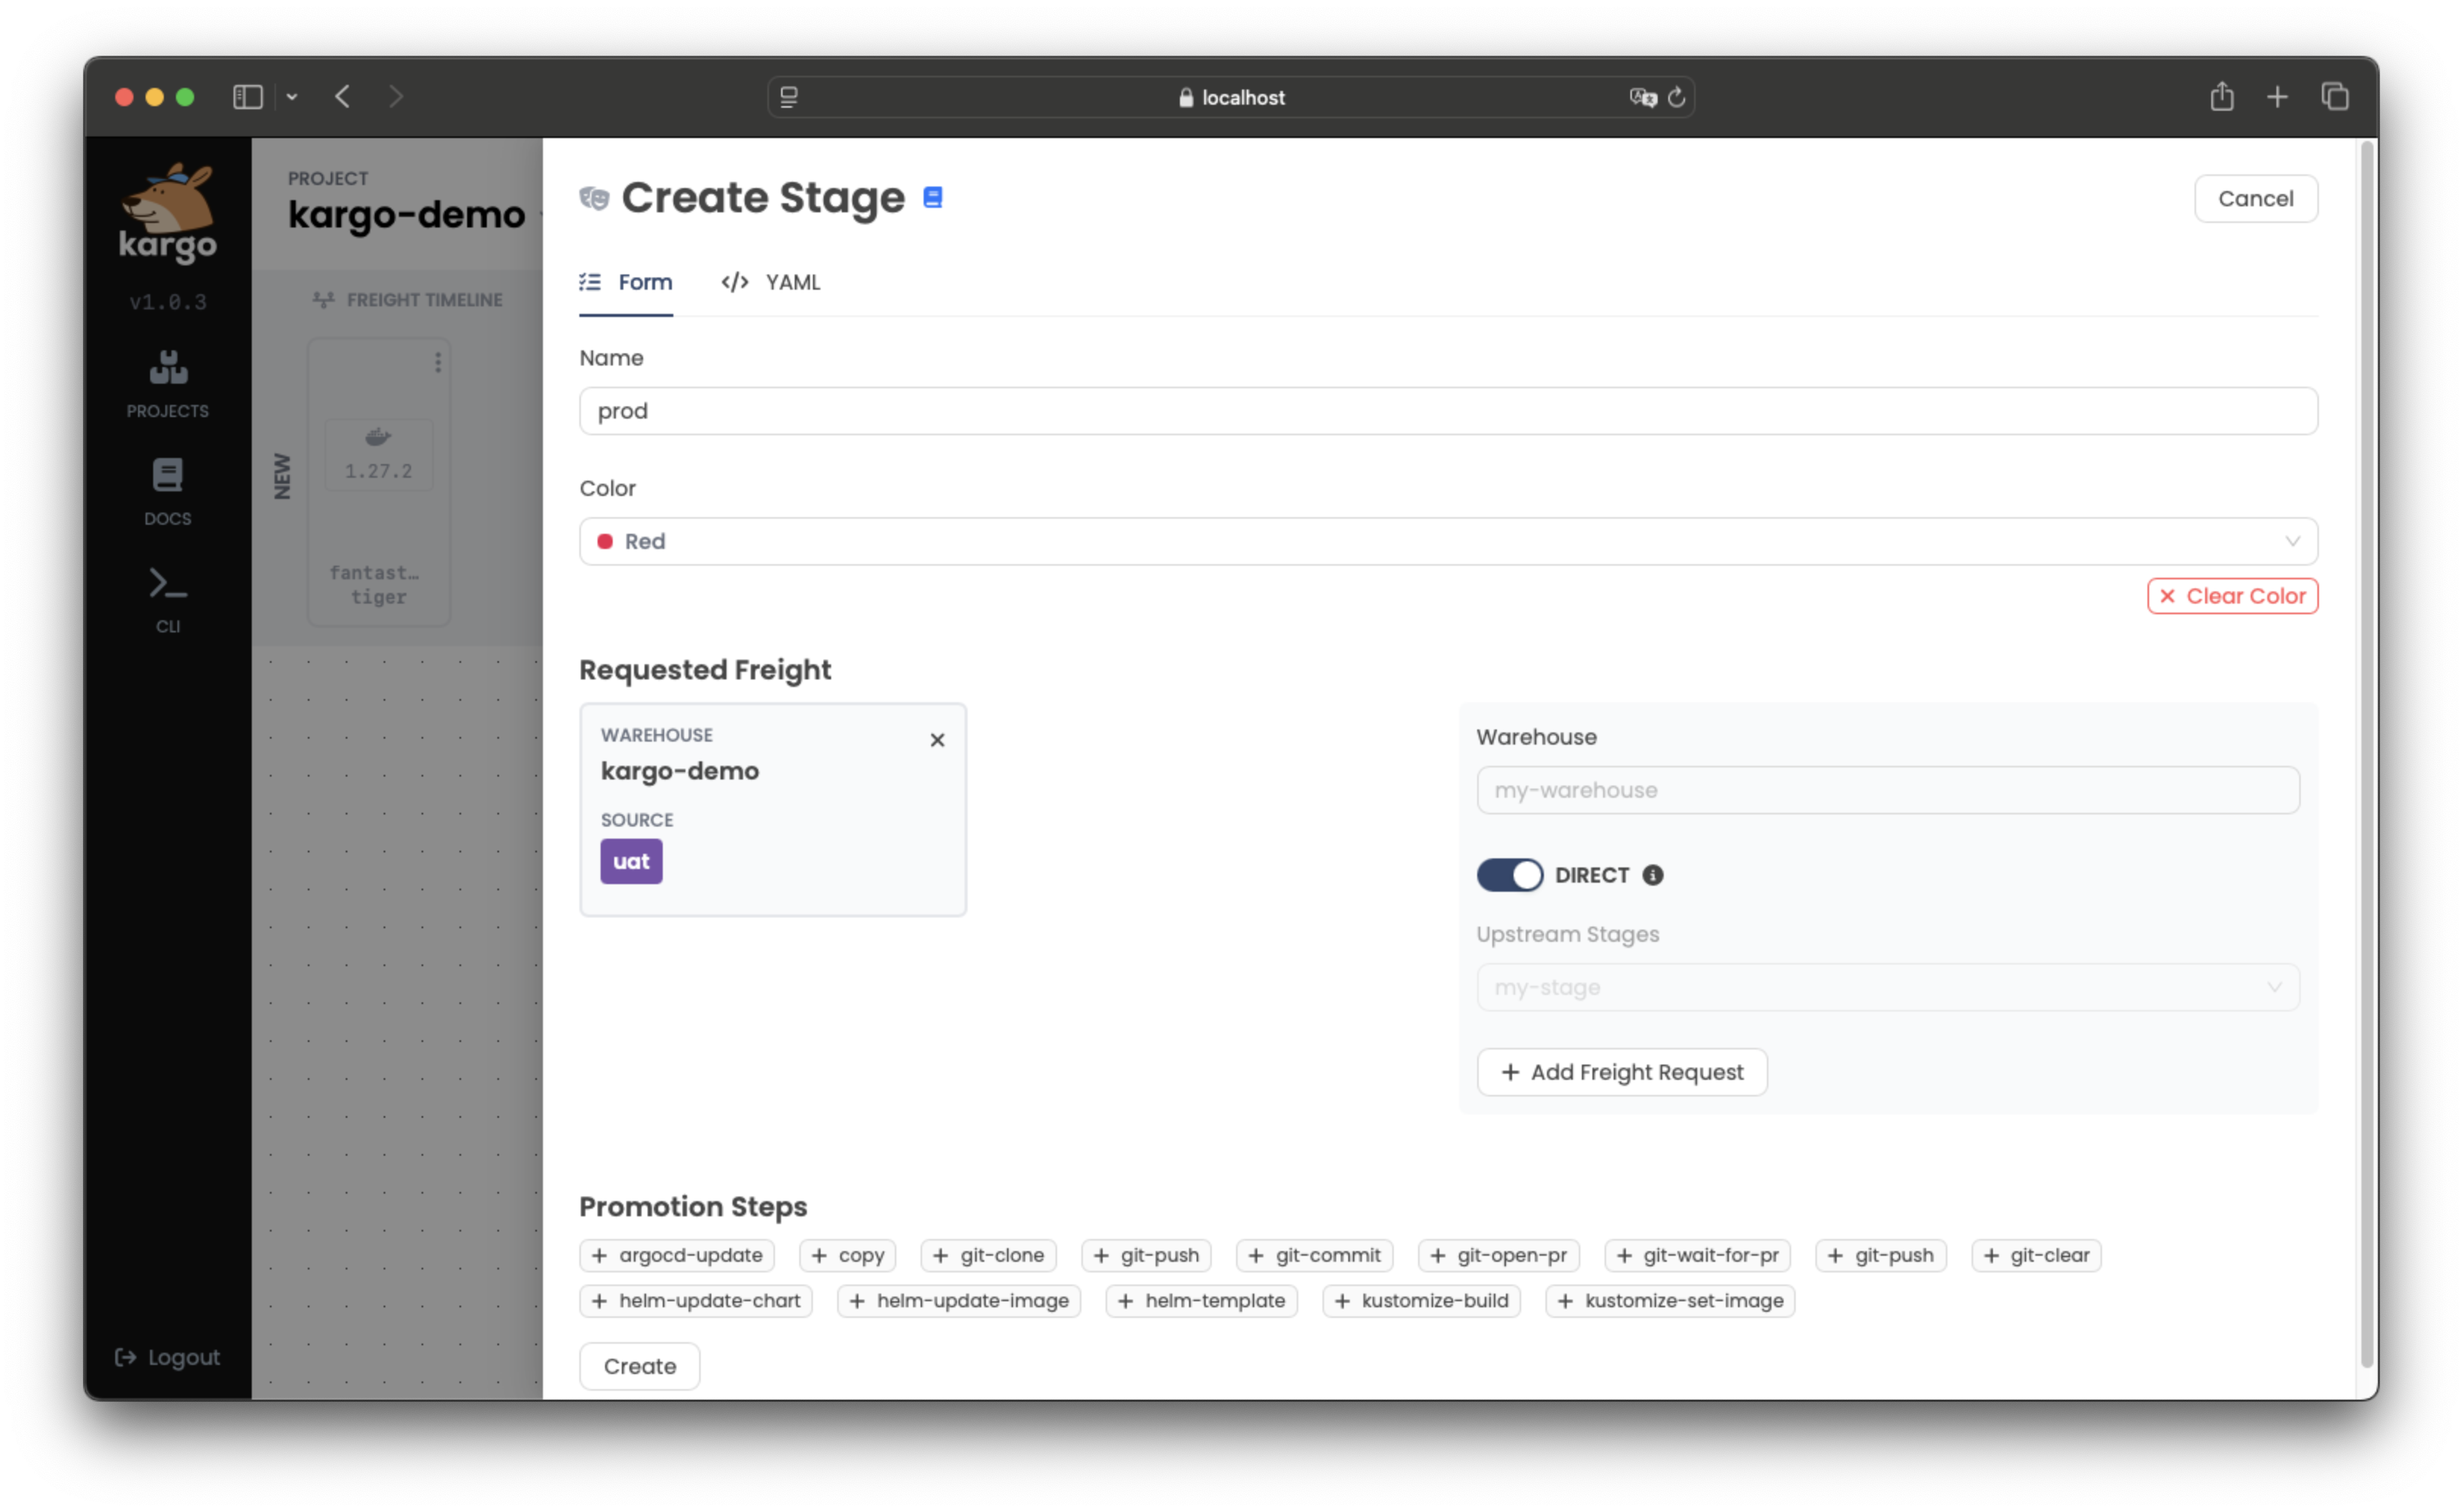 localhost
kargo
v1.0.3
PROJECTS
DOCS
CLI
Logout
PROJECT
kargo-demo
FREIGHT TIMELINE
NEW
1.27.2
fantast…
tiger
Create Stage
Cancel
Form
YAML
Name
prod
Color
Red
Clear Color
Requested Freight
WAREHOUSE
kargo-demo
SOURCE
uat
Warehouse
my-warehouse
DIRECT
Upstream Stages
my-stage
+ Add Freight Request
Promotion Steps
+ argocd-update + copy + git-clone + git-push + git-commit + git-open-pr + git-wait-for-pr + git-push + git-clear
+ helm-update-chart + helm-update-image + helm-template + kustomize-build + kustomize-set-image
Create